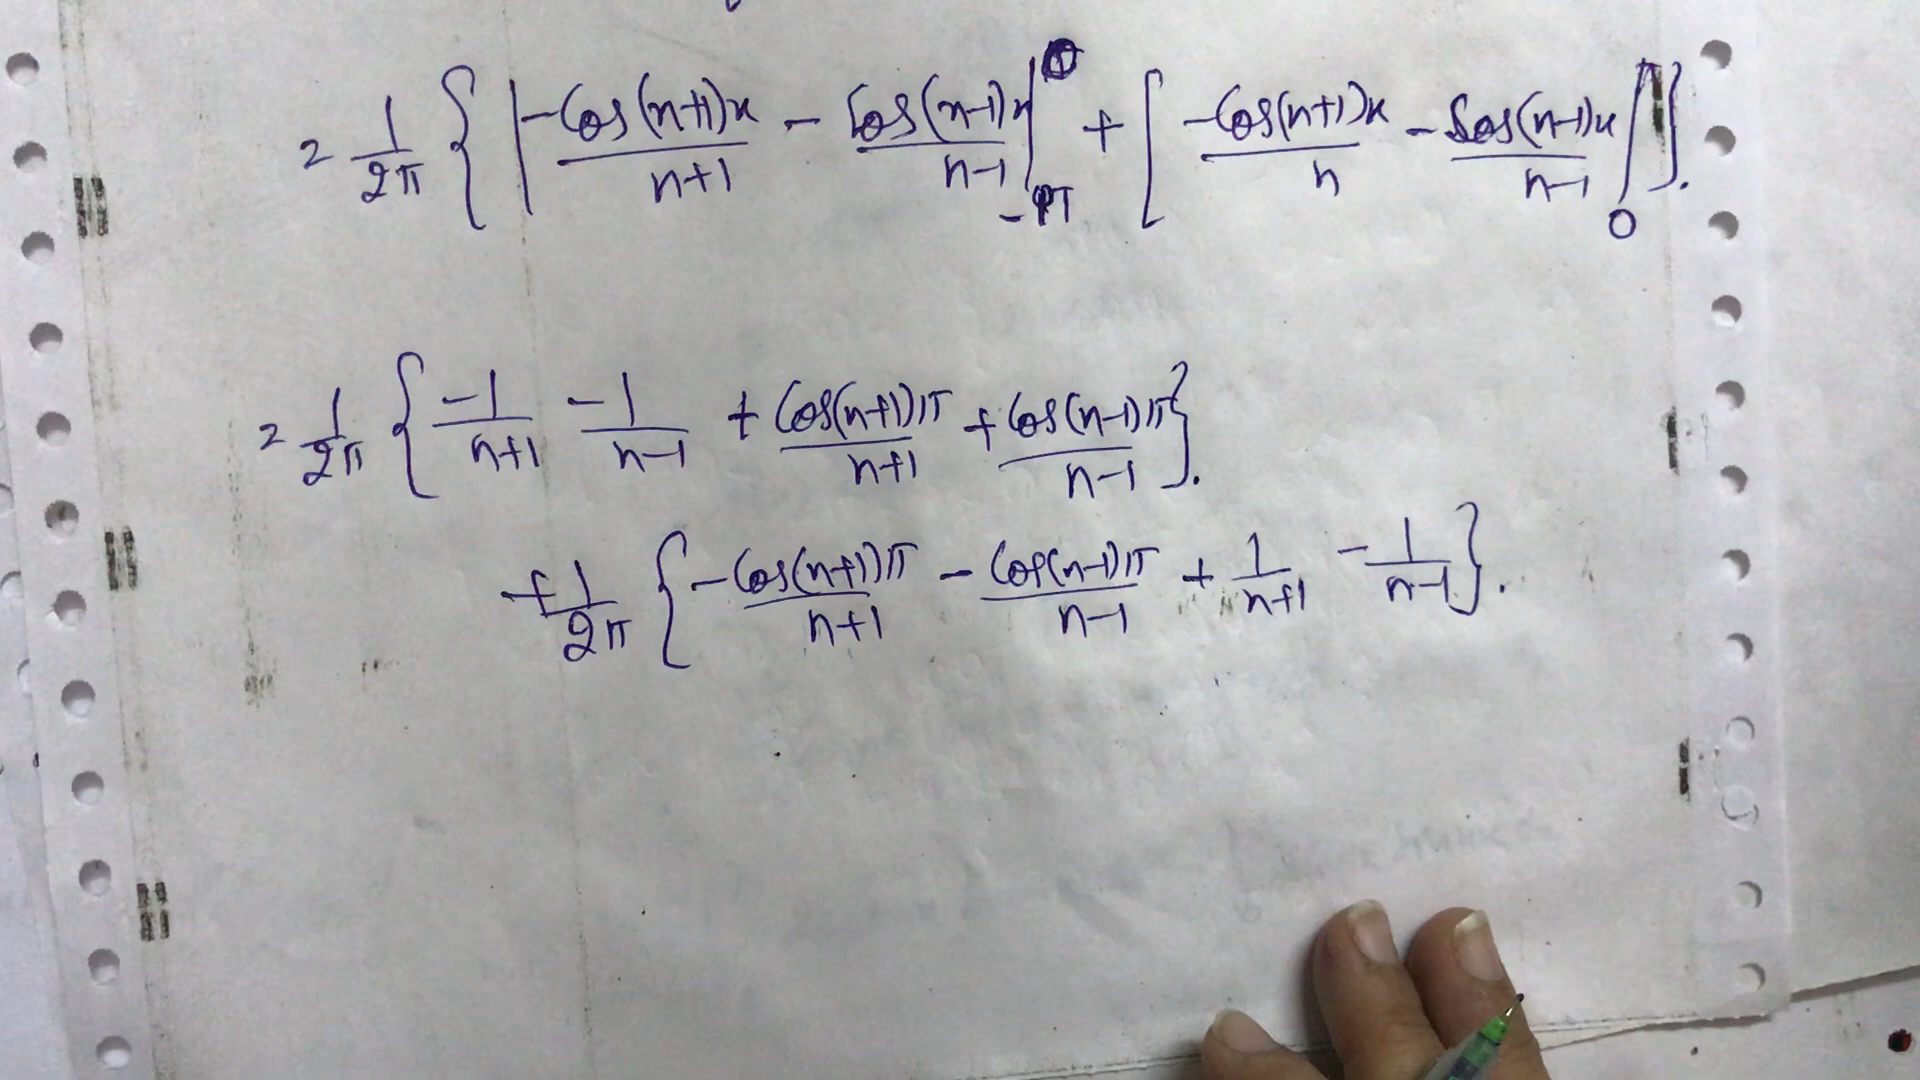 = 1/2π { | -Cos(n+1)x/n+1 - Cos(n-1)x/n-1 |_{-π}^{0} + [ -Cos(n+1)x/n - Cos(n-1)x/n-1 ]_{0}^{π} }.
= 1/2π { -1/n+1 -1/n-1 + Cos(n+1)π/n+1 + Cos(n-1)π/n-1 }.
+ 1/2π { -Cos(n+1)π/n+1 - Cos(n-1)π/n-1 + 1/n+1 - 1/n-1 }.